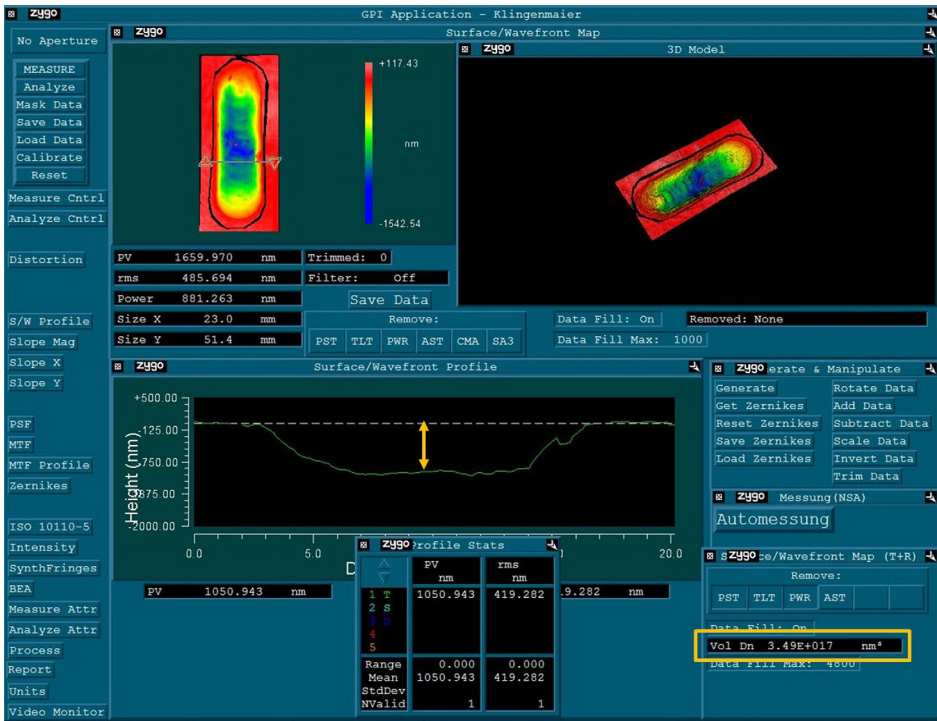 zygo GPI Application - Klingenmaier
No Aperture
MEASURE
Analyze
Mask Data
Save Data
Load Data
Calibrate
Reset
Measure Cntrl
Analyze Cntrl
Distortion
S/W Profile
Slope Mag
Slope X
Slope Y
PSF
MTF
MTF Profile
Zernikes
ISO 10110-5
Intensity
SynthFringes
BEA
Measure Attr
Analyze Attr
Process
Report
Units
Video Monitor
zygo Surface/Wavefront Map
+117.43
nm
-1542.54
zygo 3D Model
PV 1659.970 nm Trimmed: 0
rms 485.694 nm Filter: Off
Power 881.263 nm Save Data
Size X 23.0 mm Remove:
Size Y 51.4 mm PST TLT PWR AST CMA SA3
Data Fill: On Removed: None
Data Fill Max: 1000
zygo Surface/Wavefront Profile
Height (nm)
+500.00
-125.00
-750.00
-2000.00
0.0 5.0 20.0
PV 1050.943 nm 9.282 nm
zygo Profile Stats
PV rms
nm nm
1 T 1050.943 419.282
2 S
3 D
4
5
Range 0.000 0.000
Mean 1050.943 419.282
StdDev
NValid 1 1
zygo erate & Manipulate
Generate Rotate Data
Get Zernikes Add Data
Reset Zernikes Subtract Data
Save Zernikes Scale Data
Load Zernikes Invert Data
Trim Data
zygo Messung(NSA)
Automessung
zygo ce/Wavefront Map (T+R)
Remove:
PST TLT PWR AST
Data Fill: On
Vol Dn 3.49E+017 nm³
Data Fill Max: 4800